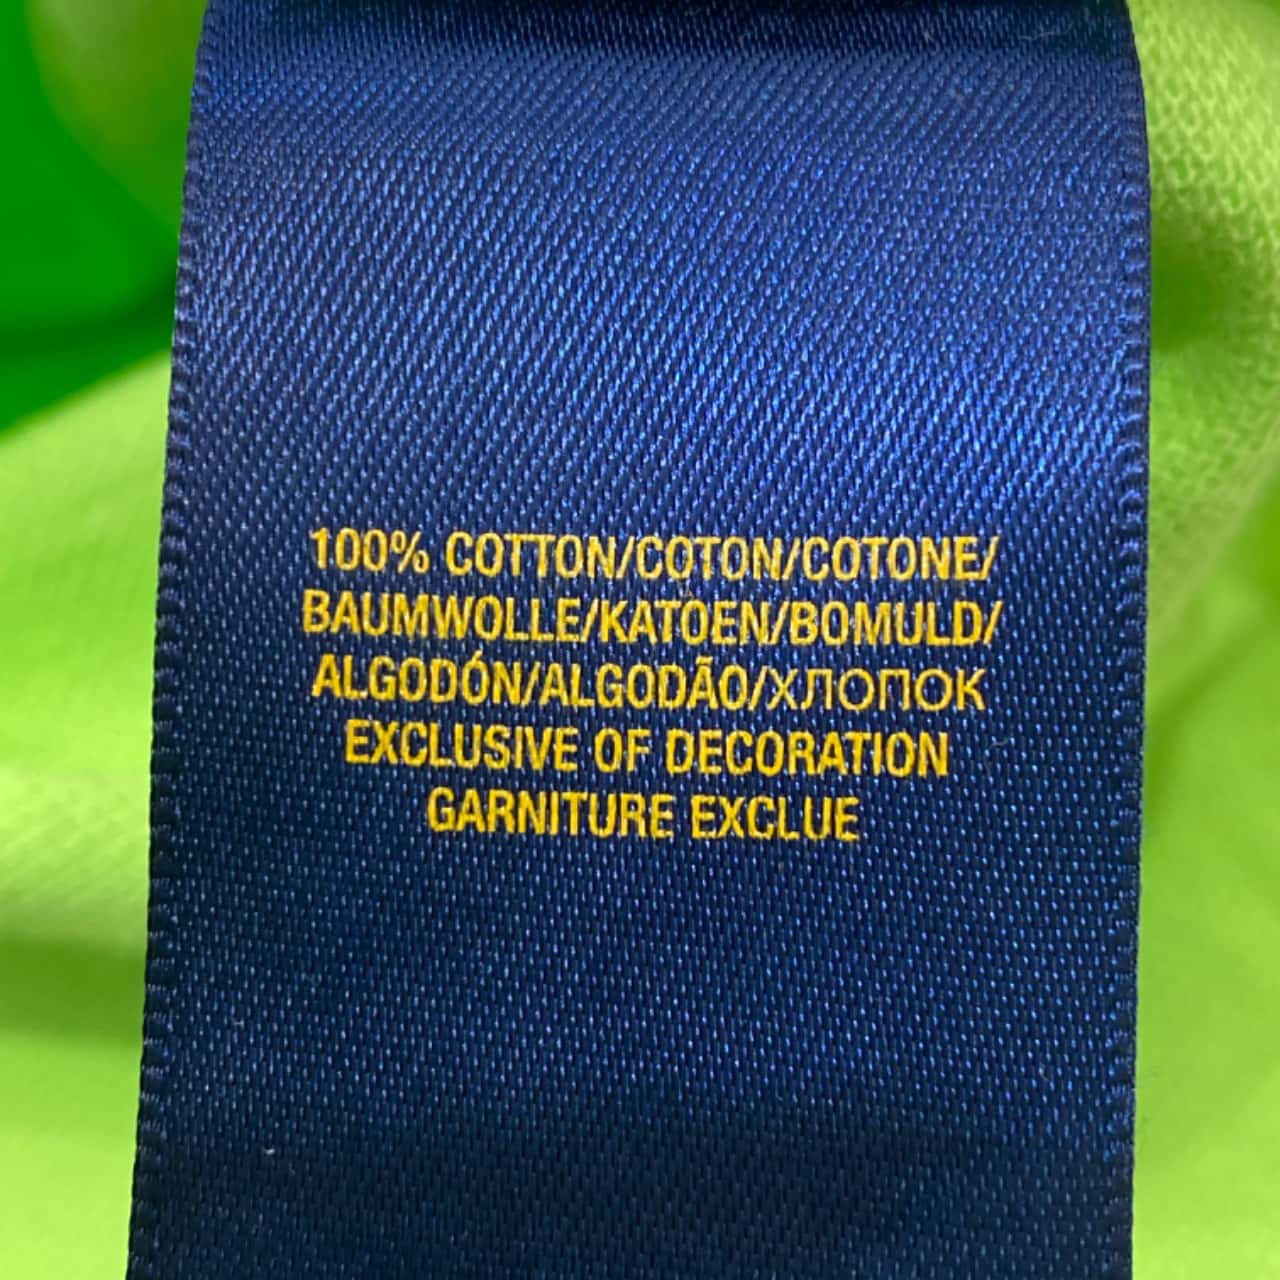 100% COTTON/COTON/COTONE/
BAUMWOLLE/KATOEN/BOMULD/
ALGODÓN/ALGODÃO/ХЛОПОК
EXCLUSIVE OF DECORATION
GARNITURE EXCLUE